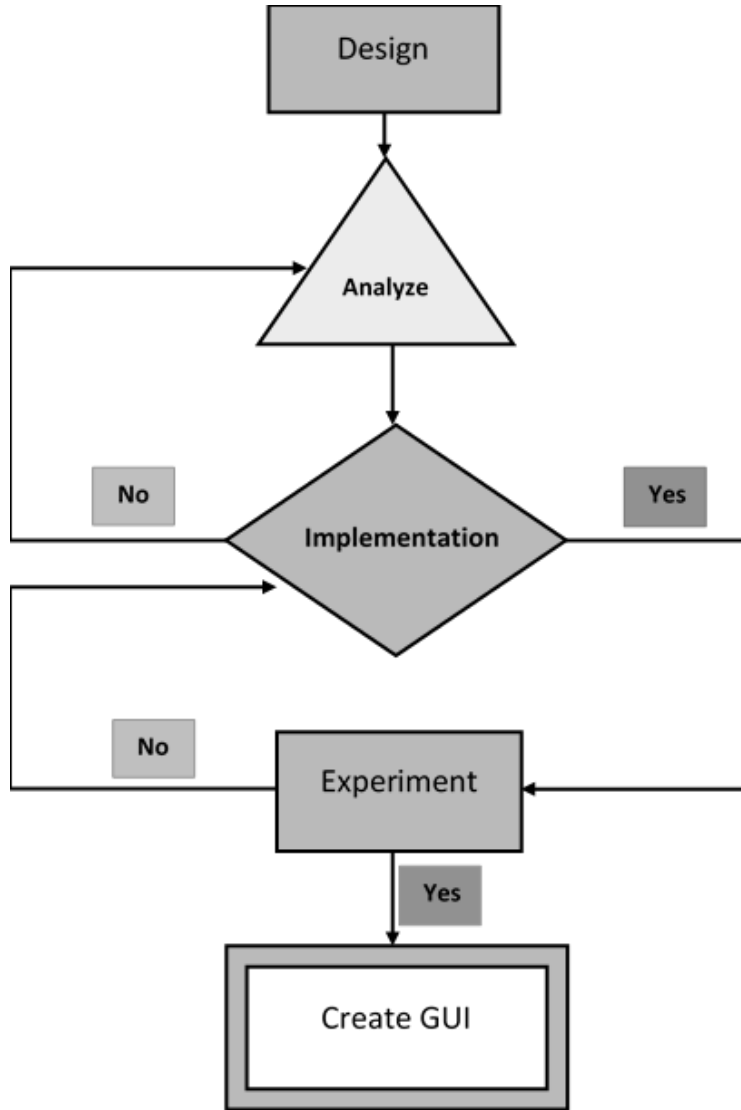 Design
Analyze
No
Yes
Implementation
No
Experiment
Yes
Create GUI